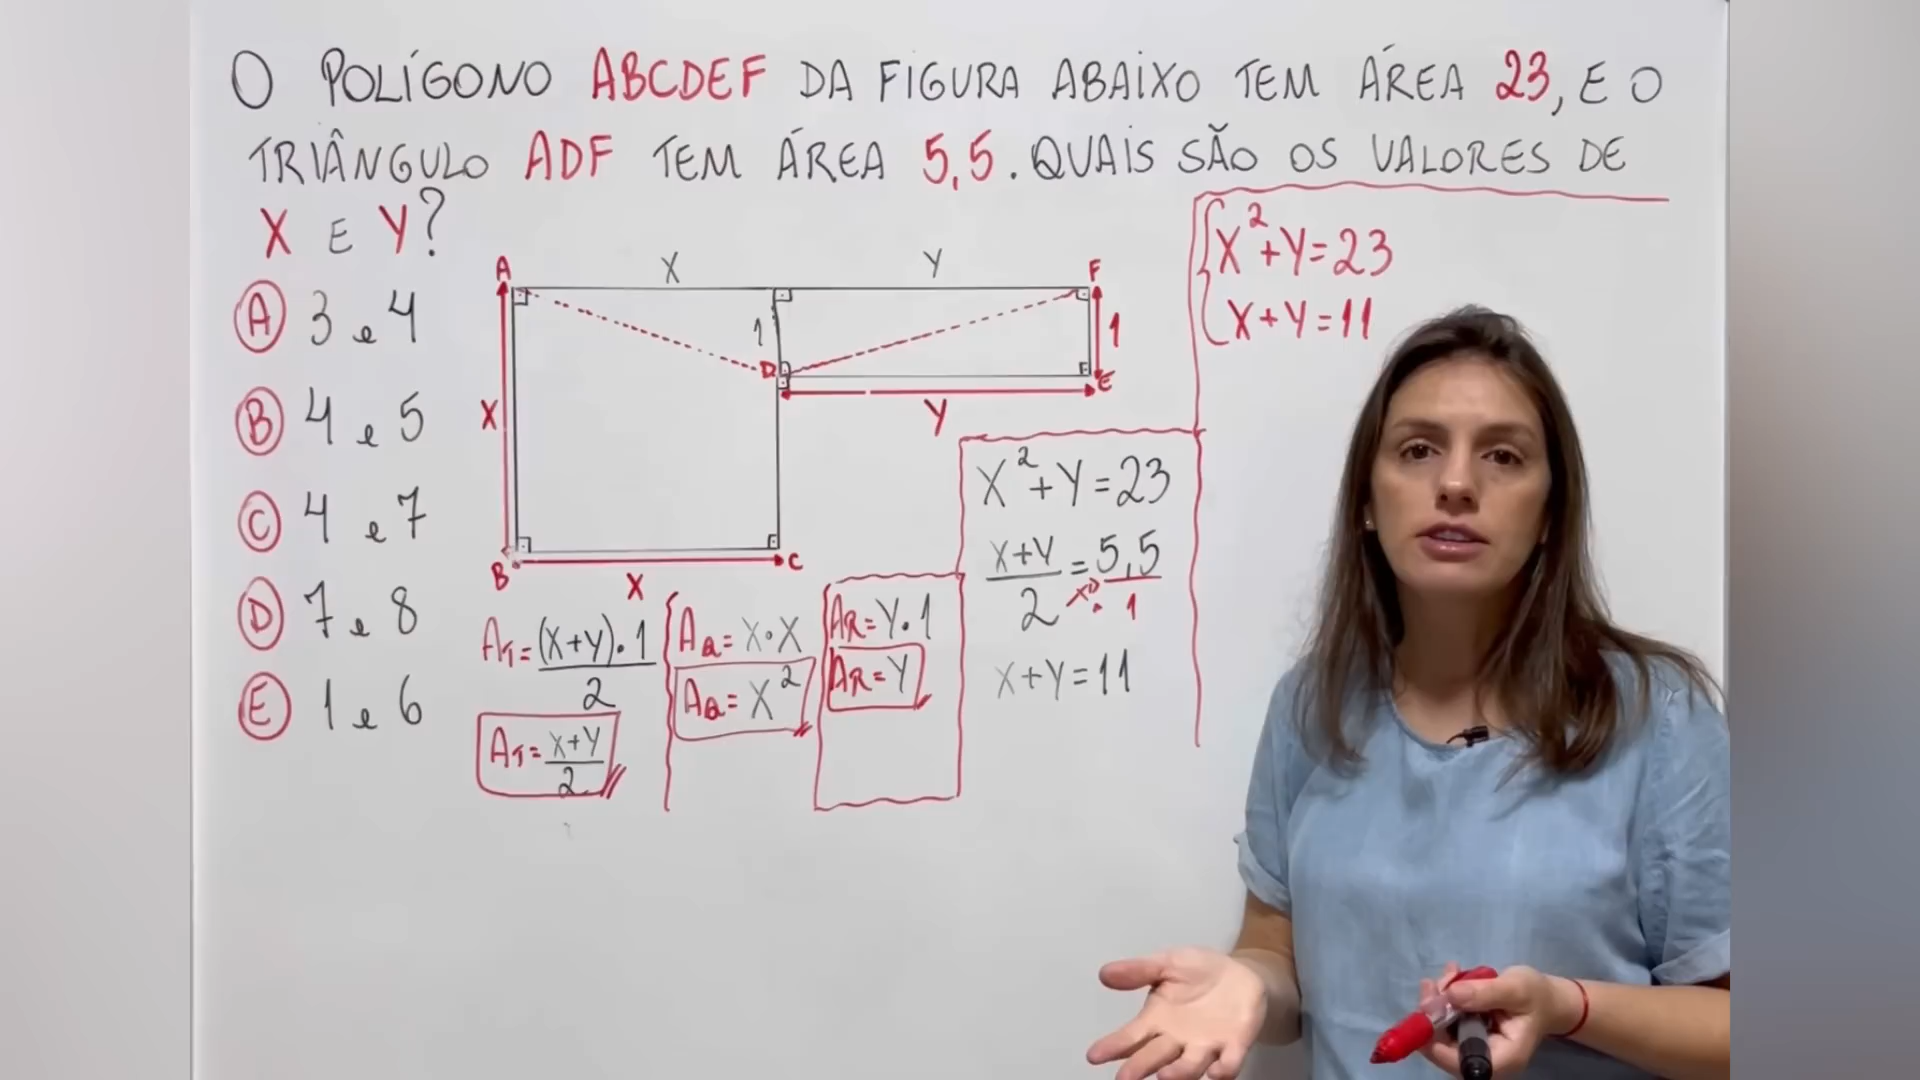 O POLÍGONO ABCDEF DA FIGURA ABAIXO TEM ÁREA 23, E O
TRIÂNGULO ADF TEM ÁREA 5,5. QUAIS SÃO OS VALORES DE
X E Y?
A 3 e 4
B 4 e 5
C 4 e 7
D 7 e 8
E 1 e 6
A X Y F
1 1
D E
X
Y
B X C
AT = (X+Y)·1
2
AT = X+Y
2
AQ = X·X
AQ = X²
AR = Y·1
AR = Y
X² + Y = 23
X+Y = 5,5
2 1
X+Y = 11
X² + Y = 23
X+Y = 11